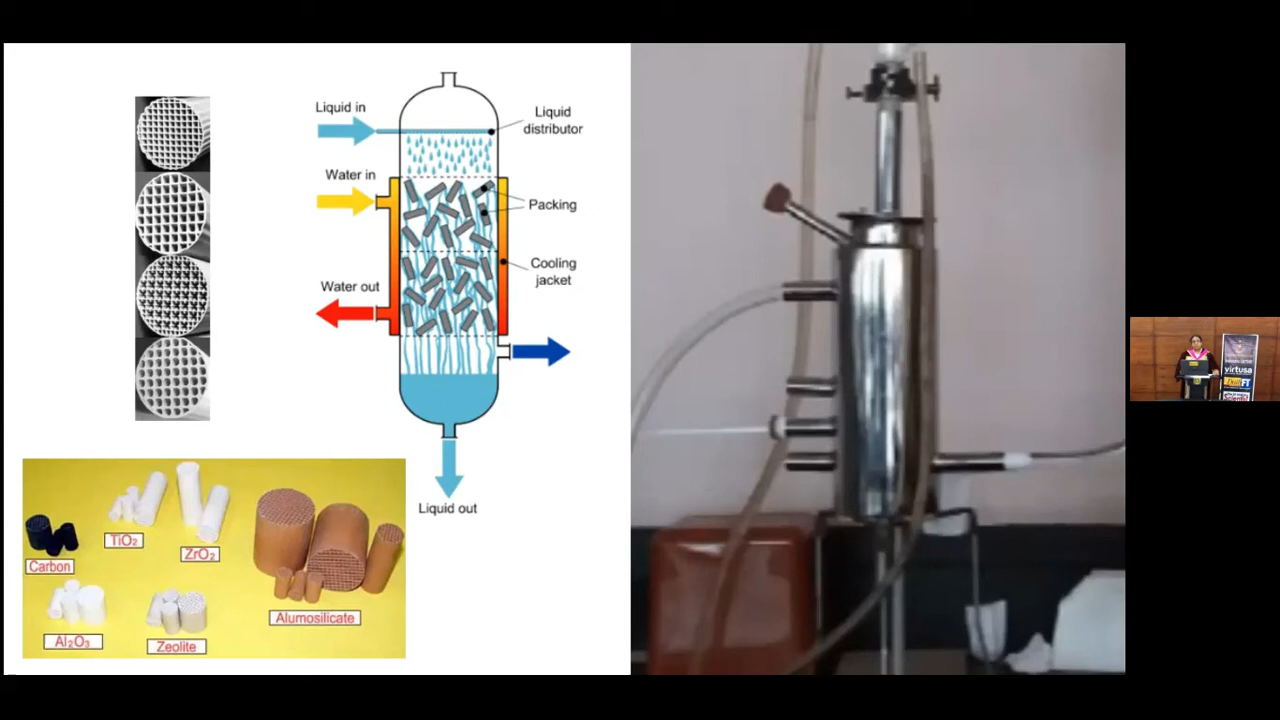 Liquid in
Liquid
distributor
Water in
Packing
Cooling
jacket
Water out
Liquid out
Carbon
TiO₂
ZrO₂
Alumosilicate
Al₂O₃
Zeolite
virtusa